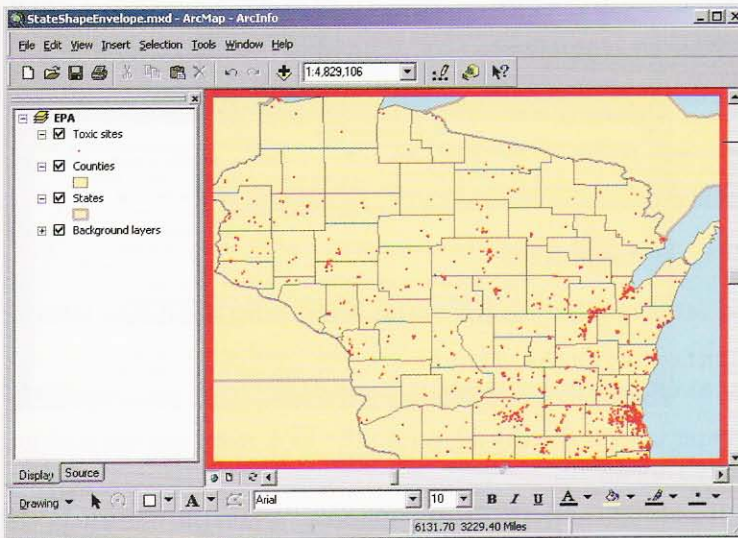 StateShapeEnvelope.mxd - ArcMap - ArcInfo
File Edit View Insert Selection Tools Window Help
1:4,829,106
EPA
Toxic sites
Counties
States
Background layers
Display Source
Drawing A Arial 10 B I U A
6131.70 3229.40 Miles